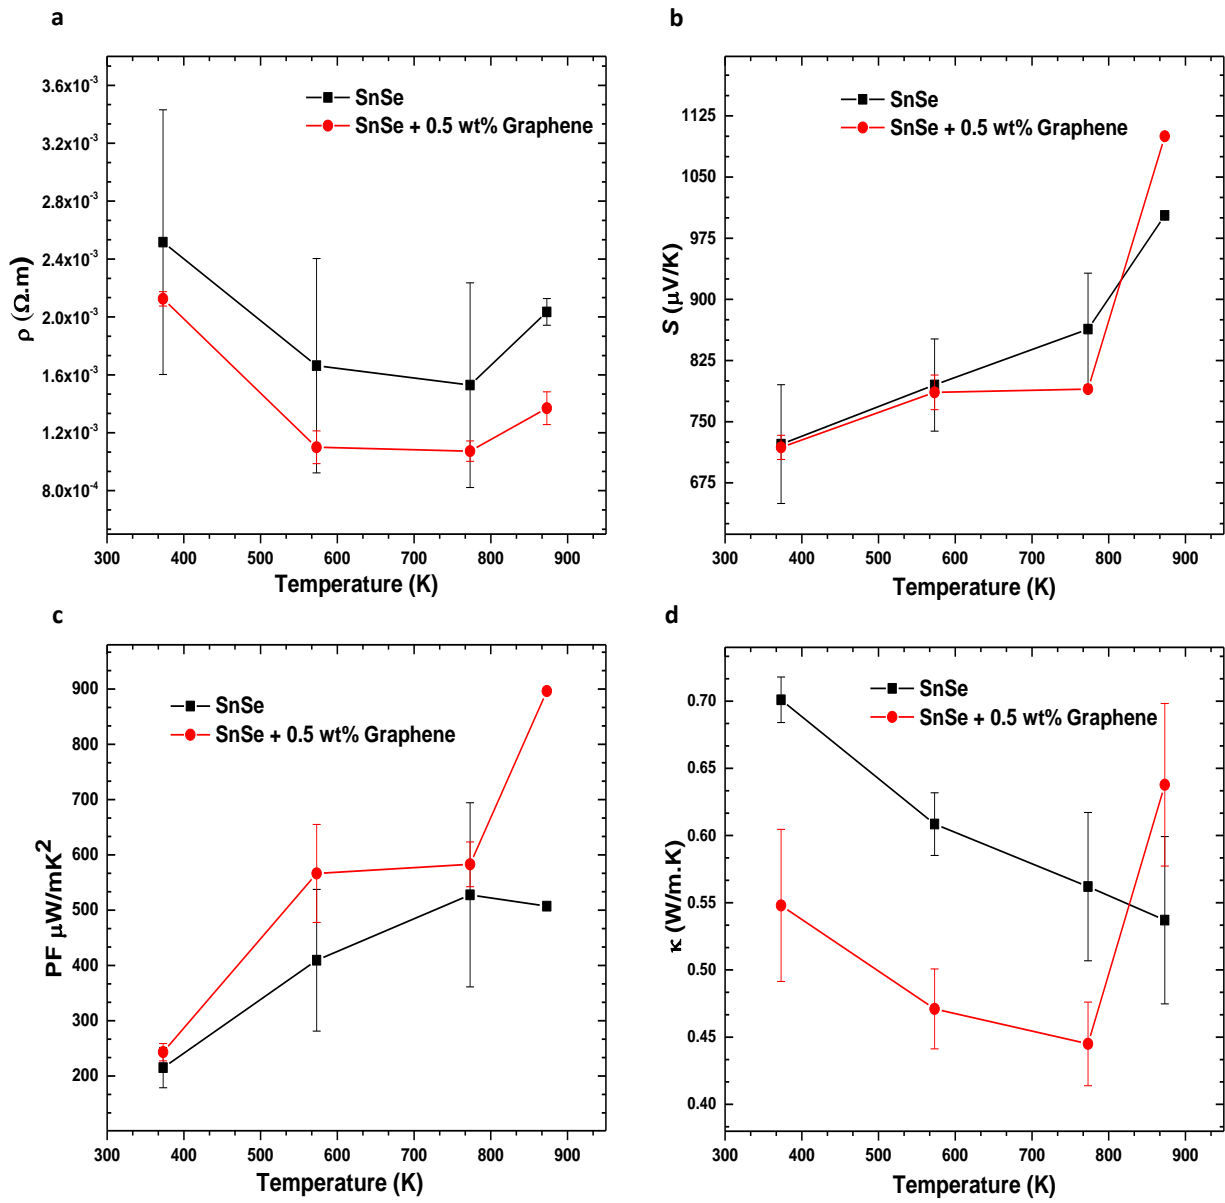 a
3.6x10⁻³
3.2x10⁻³
2.8x10⁻³
2.4x10⁻³
2.0x10⁻³
1.6x10⁻³
1.2x10⁻³
8.0x10⁻⁴
ρ (Ω.m)
SnSe
SnSe + 0.5 wt% Graphene
300 400 500 600 700 800 900
Temperature (K)
b
1125
1050
975
900
825
750
675
S (μV/K)
SnSe
SnSe + 0.5 wt% Graphene
300 400 500 600 700 800 900
Temperature (K)
c
900
800
700
600
500
400
300
200
PF μW/mK²
SnSe
SnSe + 0.5 wt% Graphene
300 400 500 600 700 800 900
Temperature (K)
d
0.70
0.65
0.60
0.55
0.50
0.45
0.40
κ (W/m.K)
SnSe
SnSe + 0.5 wt% Graphene
300 400 500 600 700 800 900
Temperature (K)